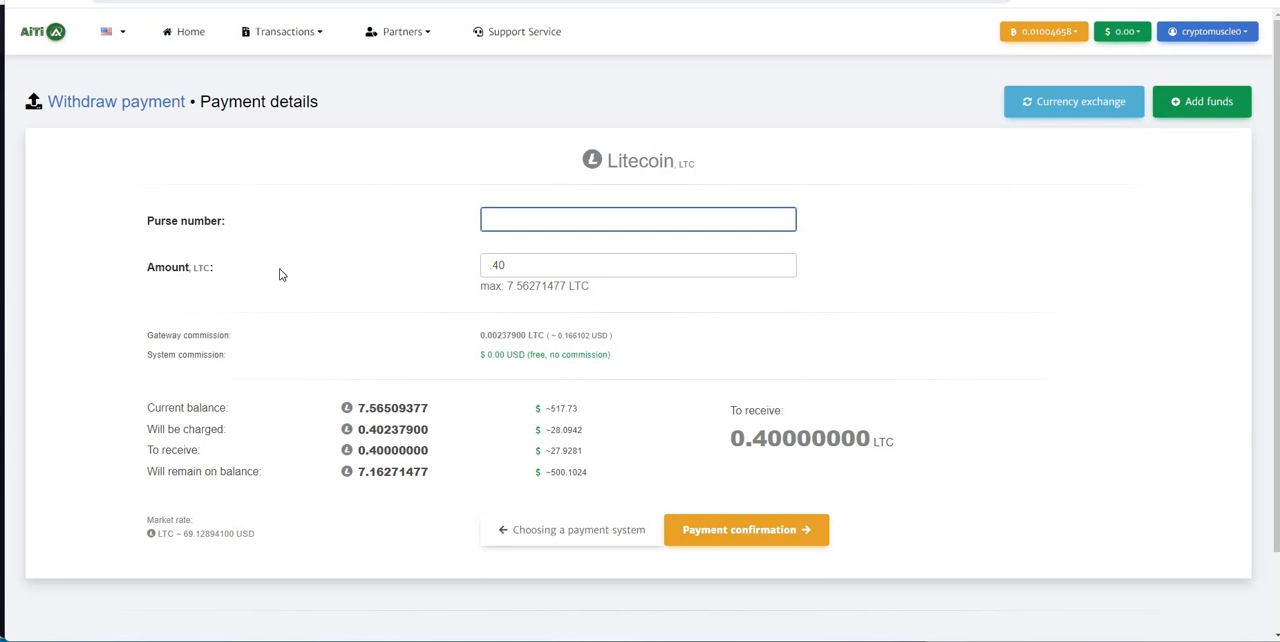 AiTi
Home
Transactions
Partners
Support Service
0.01004658
$ 0.00
cryptomuscle0
Withdraw payment • Payment details
Currency exchange
Add funds
Litecoin, LTC
Purse number:
Amount, LTC:
.40
max: 7.56271477 LTC
Gateway commission:
0.00237900 LTC ( ~ 0.166102 USD )
System commission:
$ 0.00 USD (free, no commission)
Current balance:
7.56509377
$ ~517.73
Will be charged:
0.40237900
$ ~28.0942
To receive:
0.40000000
$ ~27.9281
Will remain on balance:
7.16271477
$ ~500.1024
To receive:
0.40000000 LTC
Market rate:
LTC ~ 69.12894100 USD
Choosing a payment system
Payment confirmation